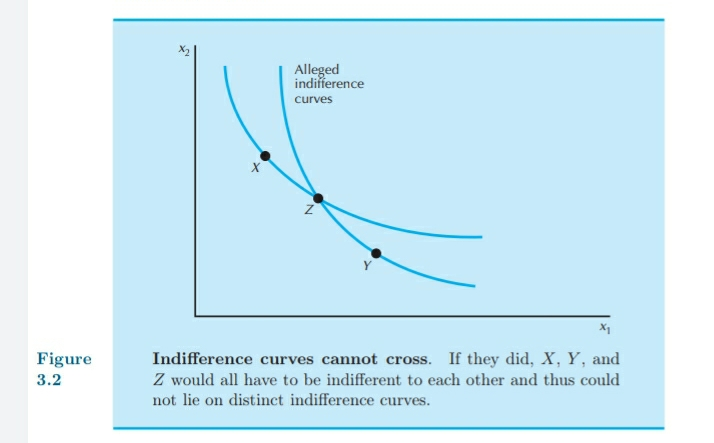 x2
Alleged
indifference
curves
X
Z
Y
x1
Figure
3.2
Indifference curves cannot cross. If they did, X, Y, and
Z would all have to be indifferent to each other and thus could
not lie on distinct indifference curves.